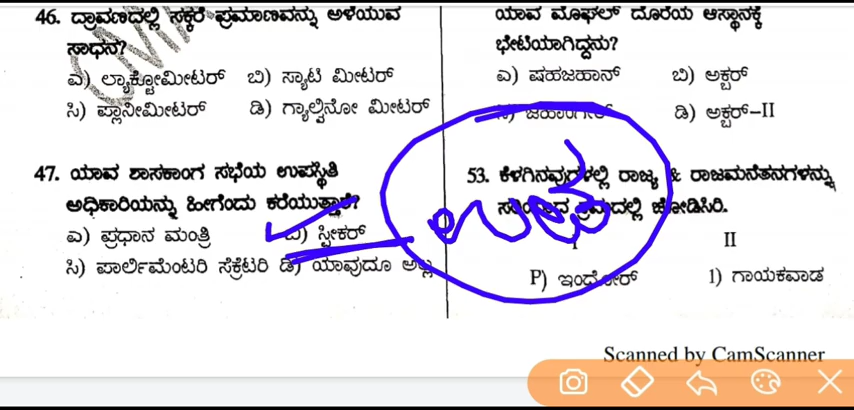 46. ದ್ರಾವಣದಲ್ಲಿ ಸಕ್ಕರೆ ಪ್ರಮಾಣವನ್ನು ಅಳೆಯುವ
ಸಾಧನ?
ಎ) ಲ್ಯಾಕ್ಟೋಮೀಟರ್ ಬಿ) ಸ್ಯಾಟಿ ಮೀಟರ್
ಸಿ) ಪ್ಲಾನೀಮೀಟರ್ ಡಿ) ಗ್ಯಾಲ್ವಿನೋ ಮೀಟರ್
47. ಯಾವ ಶಾಸಕಾಂಗ ಸಭೆಯ ಉಪಸ್ಥಿತಿ
ಅಧಿಕಾರಿಯನ್ನು ಹೀಗೆಂದು ಕರೆಯುತ್ತಾರೆ?
ಎ) ಪ್ರಧಾನ ಮಂತ್ರಿ ಬಿ) ಸ್ಪೀಕರ್
ಸಿ) ಪಾರ್ಲಿಮೆಂಟರಿ ಸೆಕ್ರೆಟರಿ ಡಿ) ಯಾವುದೂ ಅಲ್ಲ
ಯಾವ ಮೊಘಲ್ ದೊರೆಯ ಆಸ್ಥಾನಕ್ಕೆ
ಭೇಟಿಯಾಗಿದ್ದನು?
ಎ) ಷಹಜಹಾನ್ ಬಿ) ಅಕ್ಬರ್
ಸಿ) ಜಹಾಂಗೀರ್ ಡಿ) ಅಕ್ಬರ್-II
53. ಕೆಳಗಿನವುಗಳಲ್ಲಿ ರಾಜ್ಯ & ರಾಜಮನೆತನಗಳನ್ನು
ಕ್ರಮದಲ್ಲಿ ಜೋಡಿಸಿರಿ.
I II
P) ಇಂದೋರ್ 1) ಗಾಯಕವಾಡ
Scanned by CamScanner